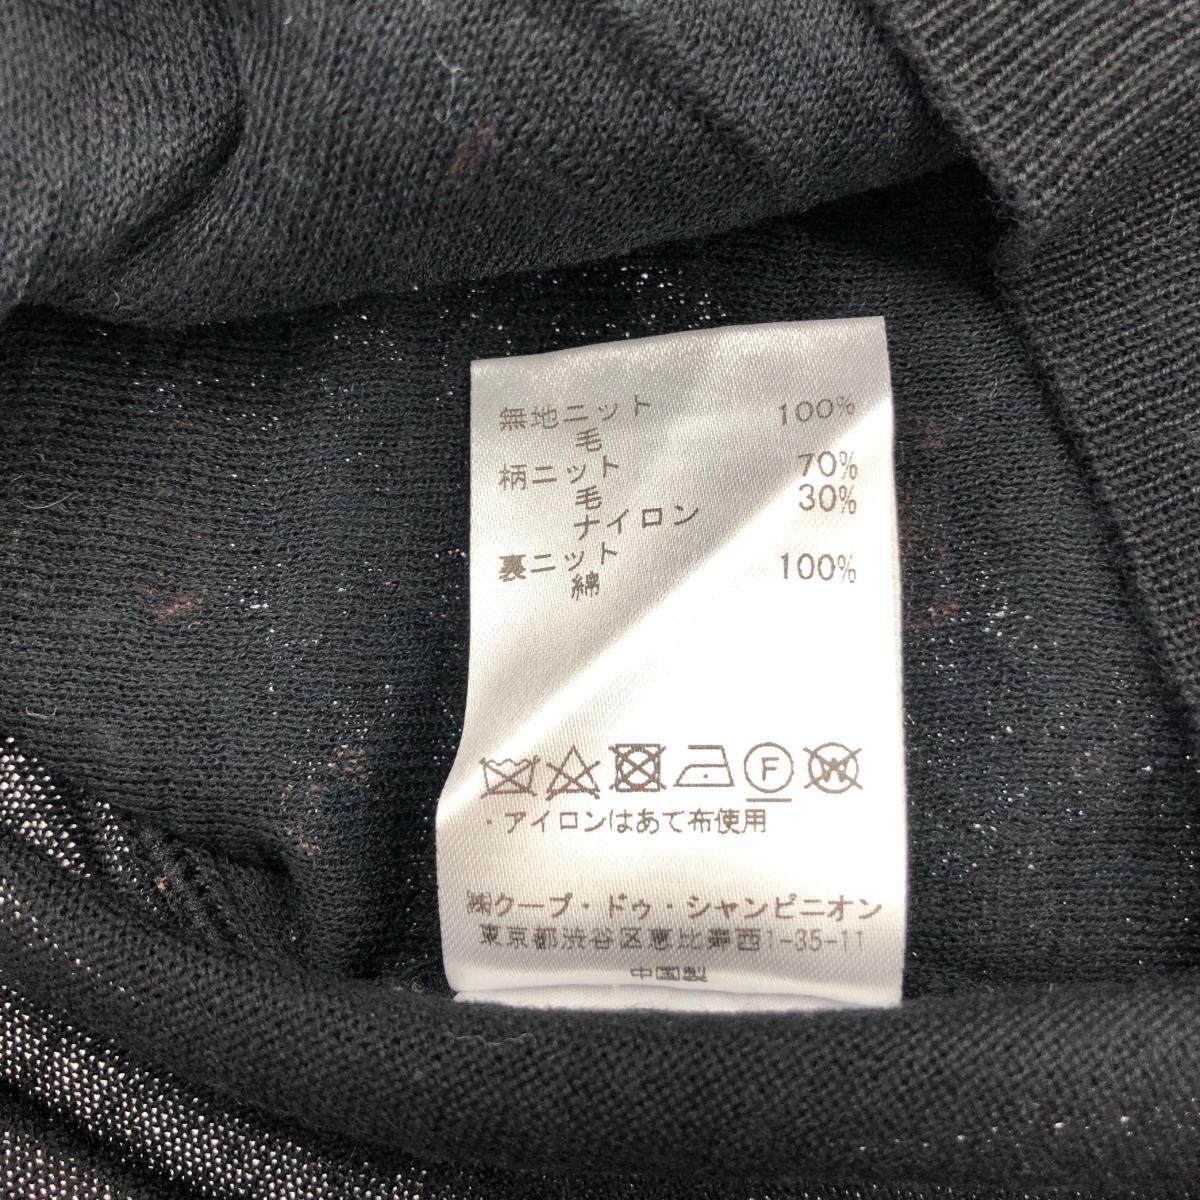 無地ニット
毛 100%
柄ニット
毛 70%
ナイロン 30%
裏ニット
綿 100%
F
W
・アイロンはあて布使用
㈱クープ・ドゥ・シャンピニオン
東京都渋谷区恵比寿西1-35-11
中国製